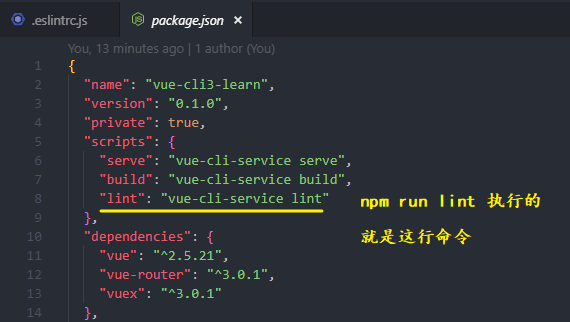 .eslintrc.js package.json ×
You, 13 minutes ago | 1 author (You)
1 {
2 "name": "vue-cli3-learn",
3 "version": "0.1.0",
4 "private": true,
5 "scripts": {
6 "serve": "vue-cli-service serve",
7 "build": "vue-cli-service build",
8 "lint": "vue-cli-service lint" npm run lint 执行的
9 },
就是这行命令
10 "dependencies": {
11 "vue": "^2.5.21",
12 "vue-router": "^3.0.1",
13 "vuex": "^3.0.1"
14 },